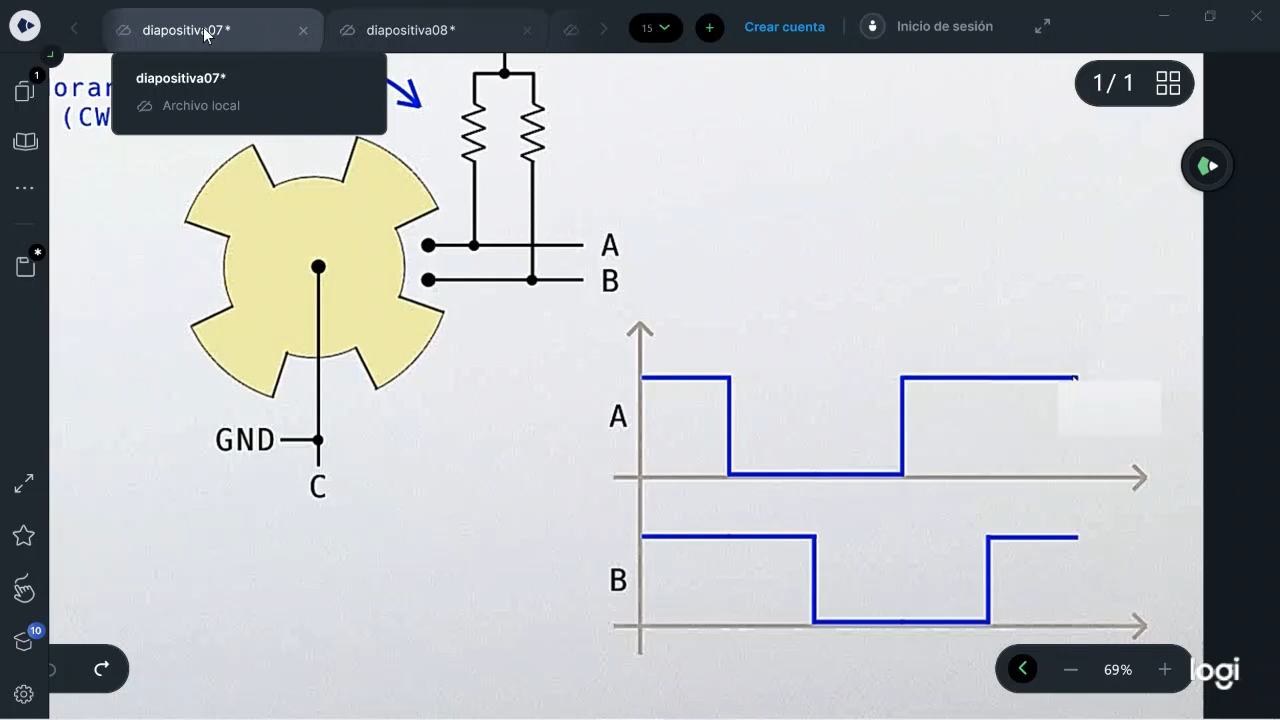 diapositiva07*
diapositiva08*
15
+
Crear cuenta
Inicio de sesión
diapositiva07*
Archivo local
1
1/1
(CW
A
B
GND
C
A
B
10
69%
logi